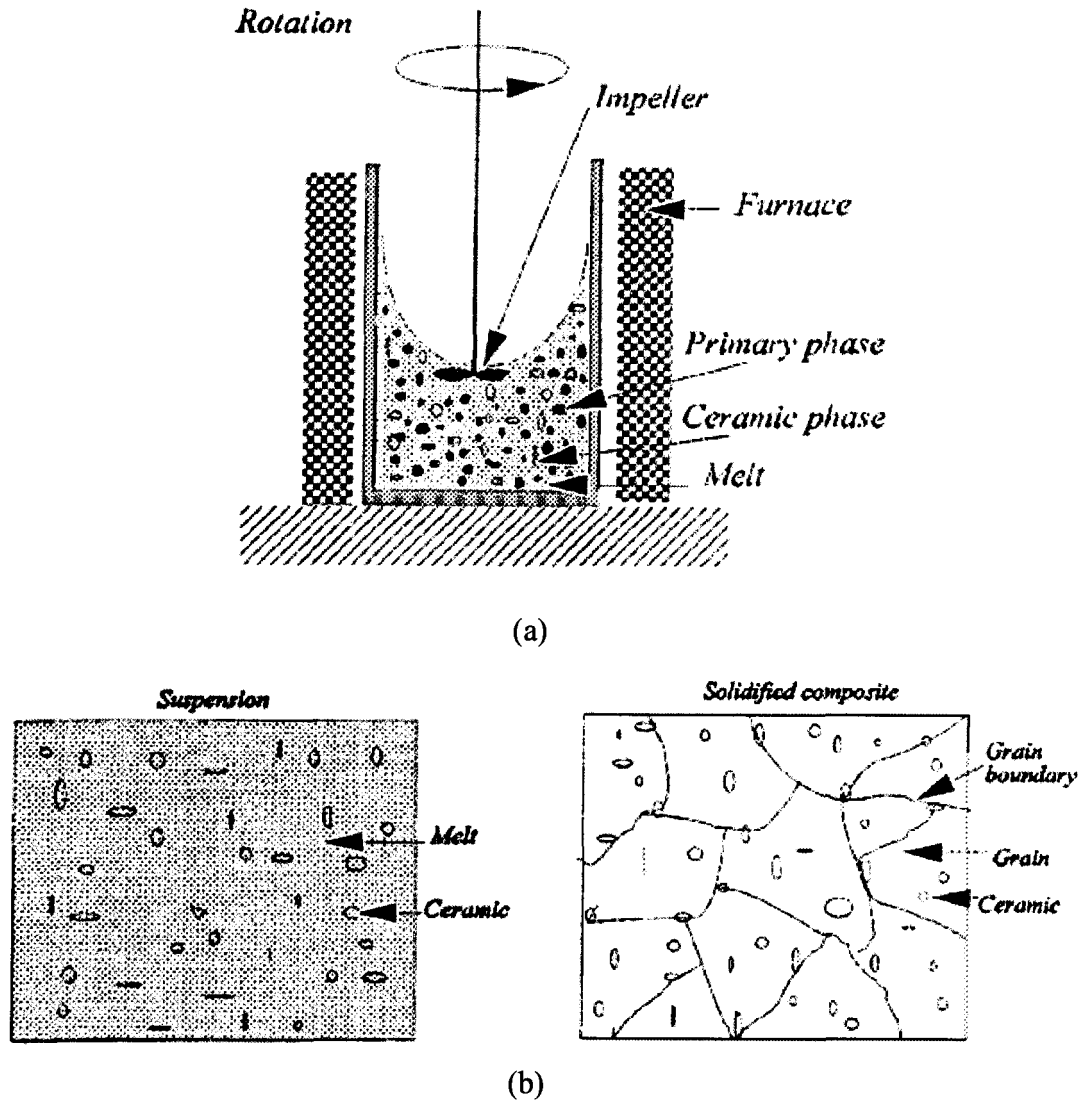 Rotation
Impeller
Furnace
Primary phase
Ceramic phase
Melt
(a)
Suspension
Solidified composite
Grain
boundary
Melt
Grain
Ceramic
Ceramic
(b)